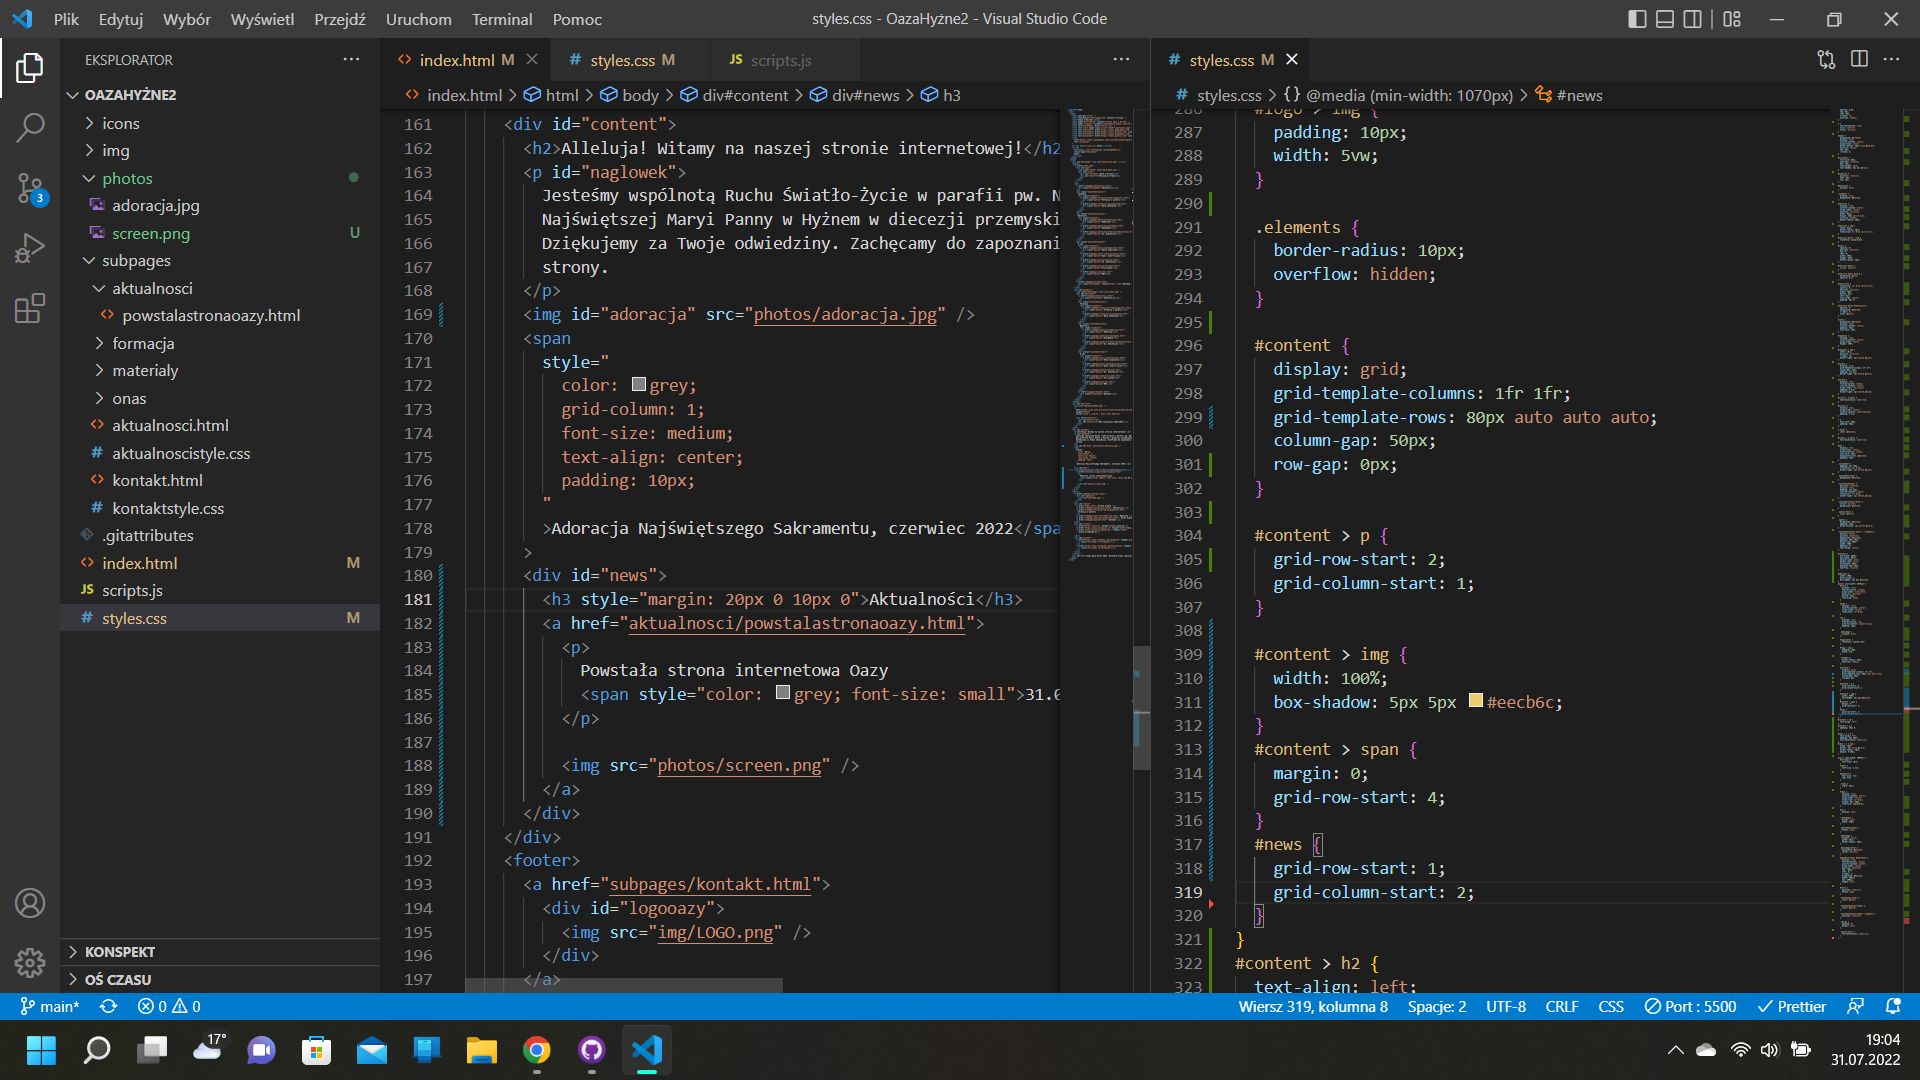 Plik Edytuj Wybór Wyświetl Przejdź Uruchom Terminal Pomoc
styles.css - OazaHyżne2 - Visual Studio Code
EKSPLORATOR
OAZAHYŻNE2
icons
img
photos
adoracja.jpg
screen.png U
subpages
aktualnosci
powstalastronaoazy.html
formacja
materialy
onas
aktualnosci.html
aktualnoscistyle.css
kontakt.html
kontaktstyle.css
.gitattributes
index.html M
scripts.js
styles.css M
KONSPEKT
OŚ CZASU
3
index.html M
styles.css M
JS scripts.js
index.html > html > body > div#content > div#news > h3
161 <div id="content">
162 <h2>Alleluja! Witamy na naszej stronie internetowej!</h2
163 <p id="naglowek">
164 Jesteśmy wspólnotą Ruchu Światło-Życie w parafii pw. N
165 Najświętszej Maryi Panny w Hyżnem w diecezji przemyski
166 Dziękujemy za Twoje odwiedziny. Zachęcamy do zapoznani
167 strony.
168 </p>
169 <img id="adoracja" src="photos/adoracja.jpg" />
170 <span
171 style="
172 color: grey;
173 grid-column: 1;
174 font-size: medium;
175 text-align: center;
176 padding: 10px;
177 "
178 >Adoracja Najświętszego Sakramentu, czerwiec 2022</spa
179 >
180 <div id="news">
181 <h3 style="margin: 20px 0 10px 0">Aktualności</h3>
182 <a href="aktualnosci/powstalastronaoazy.html">
183 <p>
184 Powstała strona internetowa Oazy
185 <span style="color: grey; font-size: small">31.0
186 </p>
187
188 <img src="photos/screen.png" />
189 </a>
190 </div>
191 </div>
192 <footer>
193 <a href="subpages/kontakt.html">
194 <div id="logooazy">
195 <img src="img/LOGO.png" />
196 </div>
197 </a>
# styles.css M
# styles.css > {} @media (min-width: 1070px) > #news
286 #logo > img {
287 padding: 10px;
288 width: 5vw;
289 }
290
291 .elements {
292 border-radius: 10px;
293 overflow: hidden;
294 }
295
296 #content {
297 display: grid;
298 grid-template-columns: 1fr 1fr;
299 grid-template-rows: 80px auto auto auto;
300 column-gap: 50px;
301 row-gap: 0px;
302 }
303
304 #content > p {
305 grid-row-start: 2;
306 grid-column-start: 1;
307 }
308
309 #content > img {
310 width: 100%;
311 box-shadow: 5px 5px #eecb6c;
312 }
313 #content > span {
314 margin: 0;
315 grid-row-start: 4;
316 }
317 #news {
318 grid-row-start: 1;
319 grid-column-start: 2;
320 }
321 }
322 #content > h2 {
323 text-align: left;
main* 0 0
Wiersz 319, kolumna 8 Spacje: 2 UTF-8 CRLF CSS Port : 5500 Prettier
17°
19:04
31.07.2022